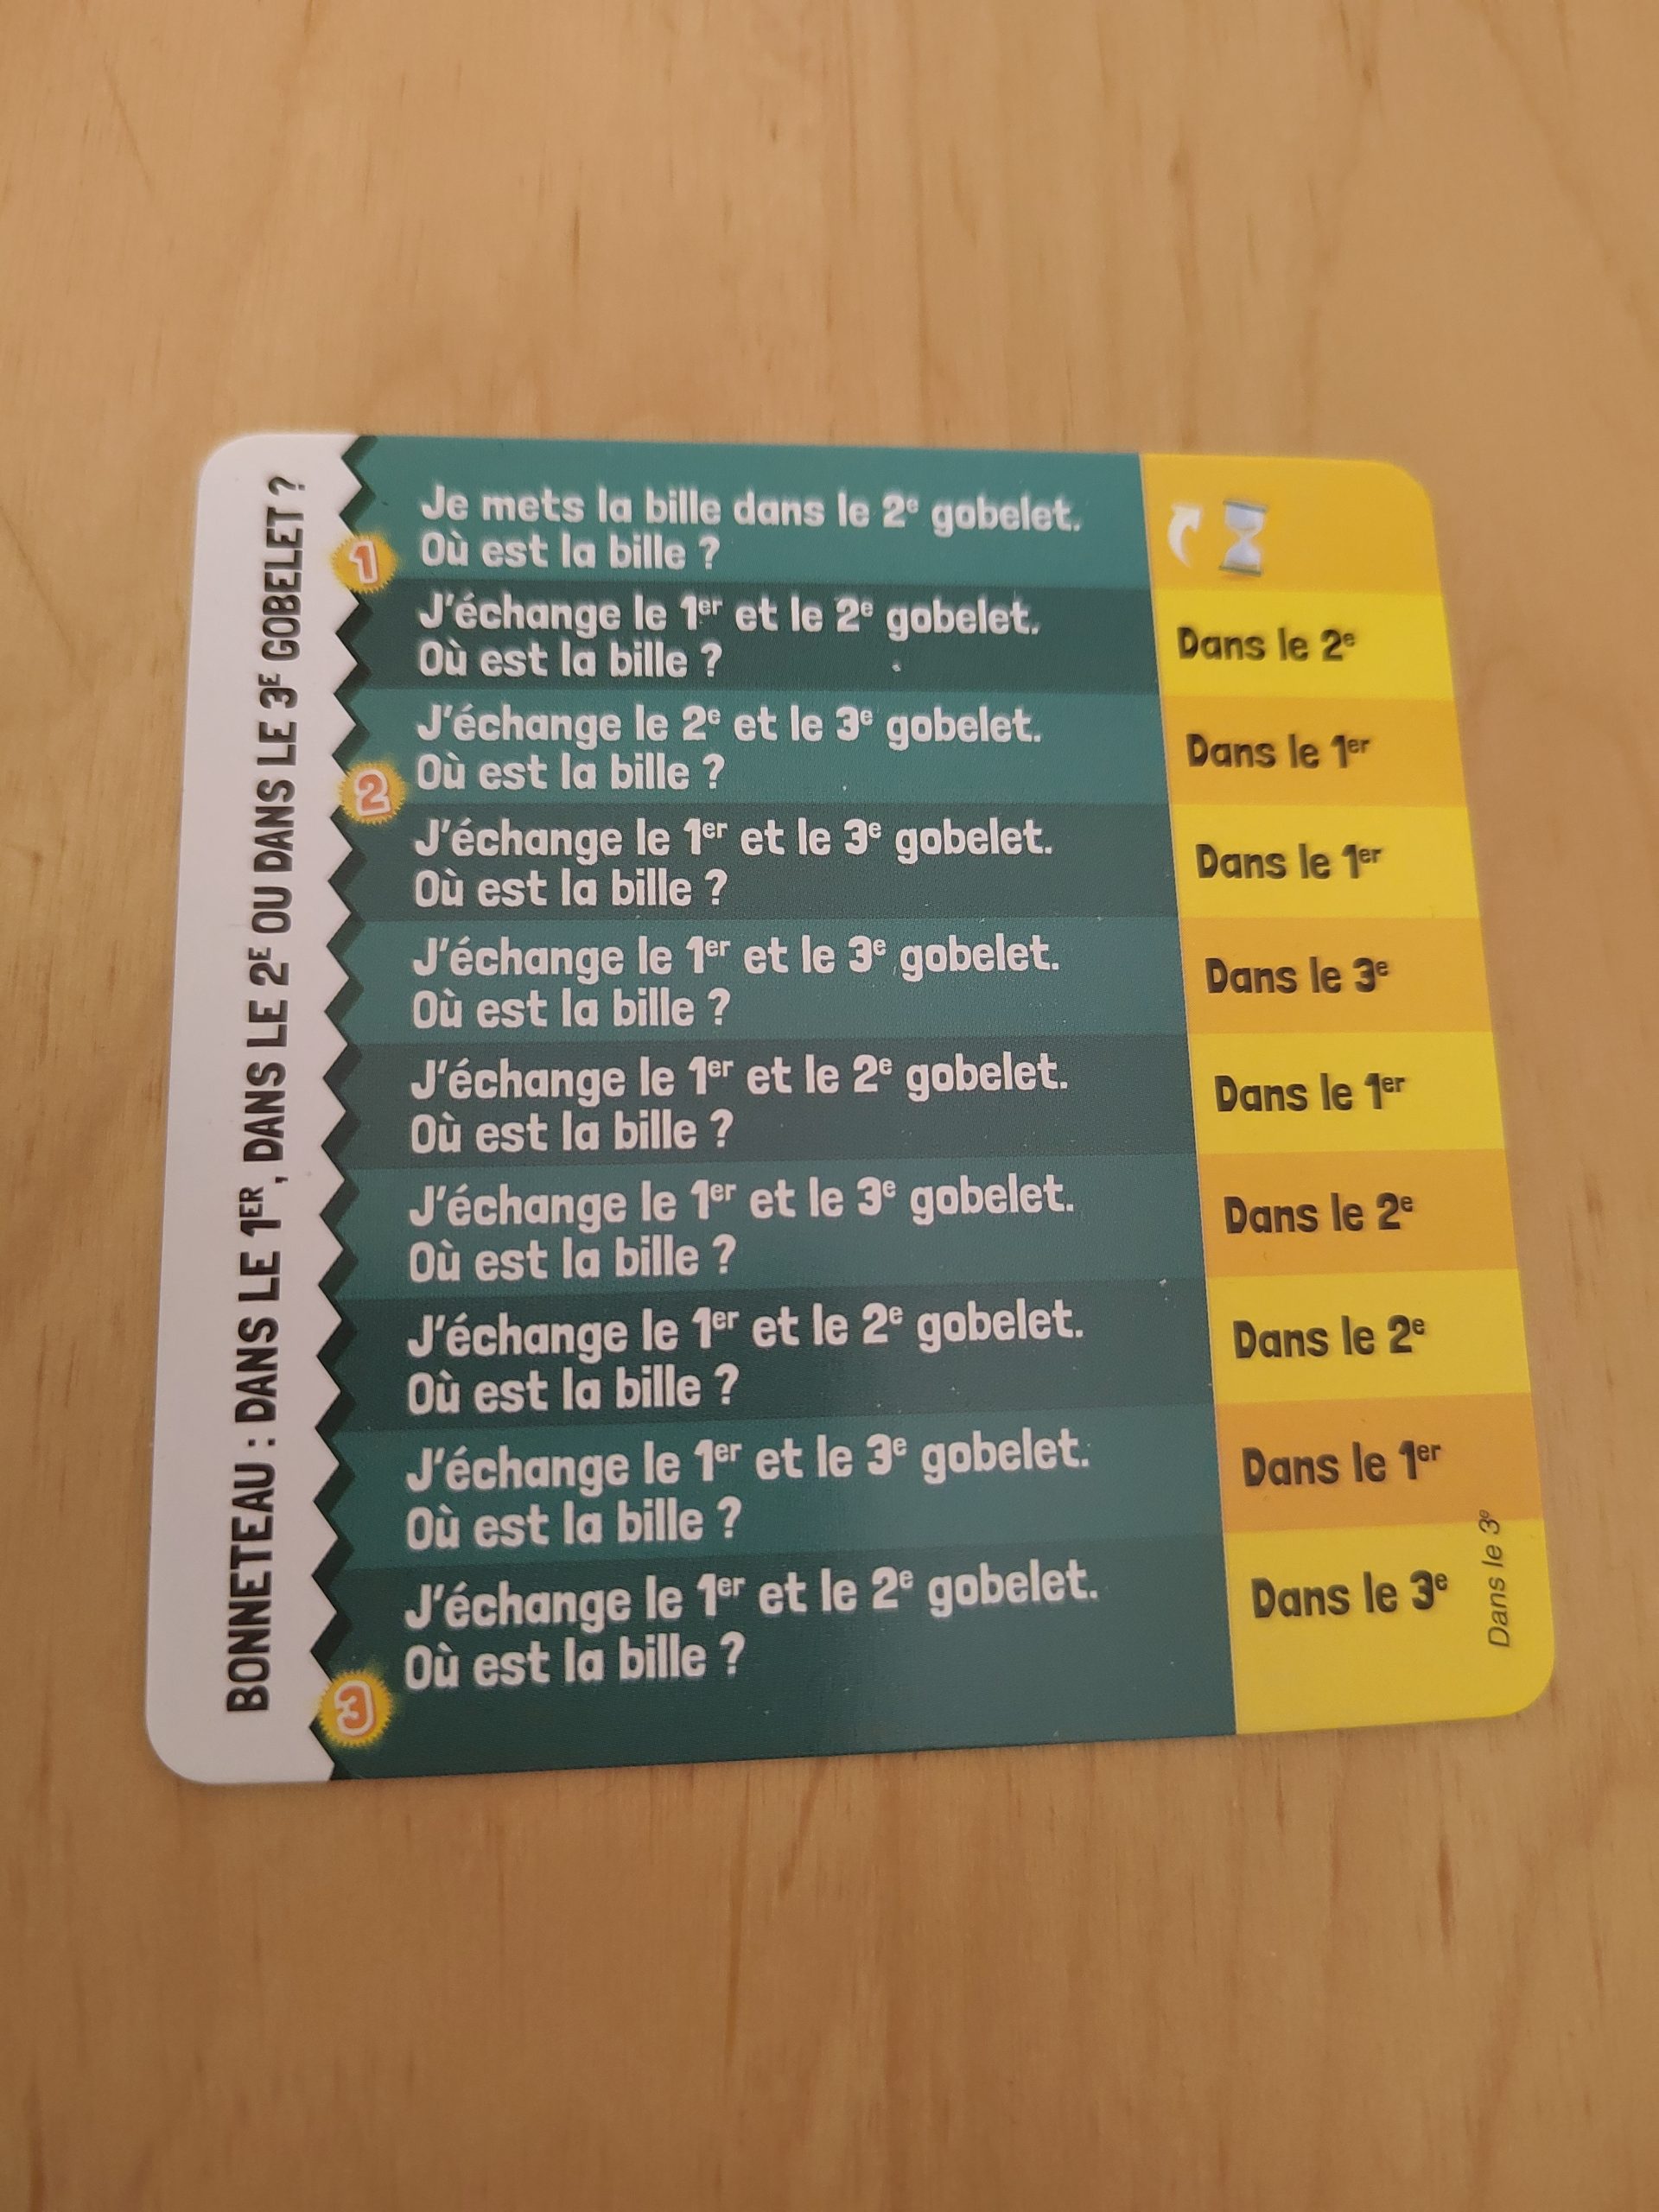 BONNETEAU : DANS LE 1ER, DANS LE 2E OU DANS LE 3E GOBELET ?
1
Je mets la bille dans le 2e gobelet.
Où est la bille ?
J'échange le 1er et le 2e gobelet.
Où est la bille ?
Dans le 2e
J'échange le 2e et le 3e gobelet.
Où est la bille ?
Dans le 1er
2
J'échange le 1er et le 3e gobelet.
Où est la bille ?
Dans le 1er
J'échange le 1er et le 3e gobelet.
Où est la bille ?
Dans le 3e
J'échange le 1er et le 2e gobelet.
Où est la bille ?
Dans le 1er
J'échange le 1er et le 3e gobelet.
Où est la bille ?
Dans le 2e
J'échange le 1er et le 2e gobelet.
Où est la bille ?
Dans le 2e
J'échange le 1er et le 3e gobelet.
Où est la bille ?
Dans le 1er
J'échange le 1er et le 2e gobelet.
Où est la bille ?
Dans le 3e
3
Dans le 3e